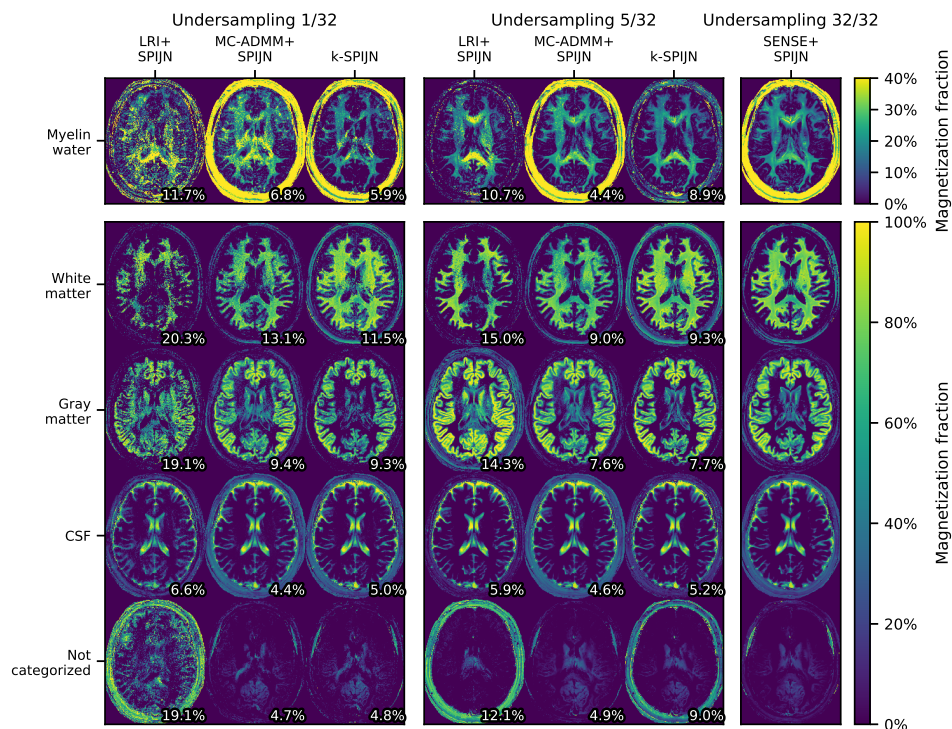 Undersampling 1/32
Undersampling 5/32
Undersampling 32/32
LRI+
SPIJN
MC-ADMM+
SPIJN
k-SPIJN
LRI+
SPIJN
MC-ADMM+
SPIJN
k-SPIJN
SENSE+
SPIJN
Myelin
water
11.7%
6.8%
5.9%
10.7%
4.4%
8.9%
40%
30%
20%
10%
0%
Magnetization fraction
White
matter
20.3%
13.1%
11.5%
15.0%
9.0%
9.3%
Gray
matter
19.1%
9.4%
9.3%
14.3%
7.6%
7.7%
CSF
6.6%
4.4%
5.0%
5.9%
4.6%
5.2%
Not
categorized
19.1%
4.7%
4.8%
12.1%
4.9%
9.0%
100%
80%
60%
40%
20%
0%
Magnetization fraction